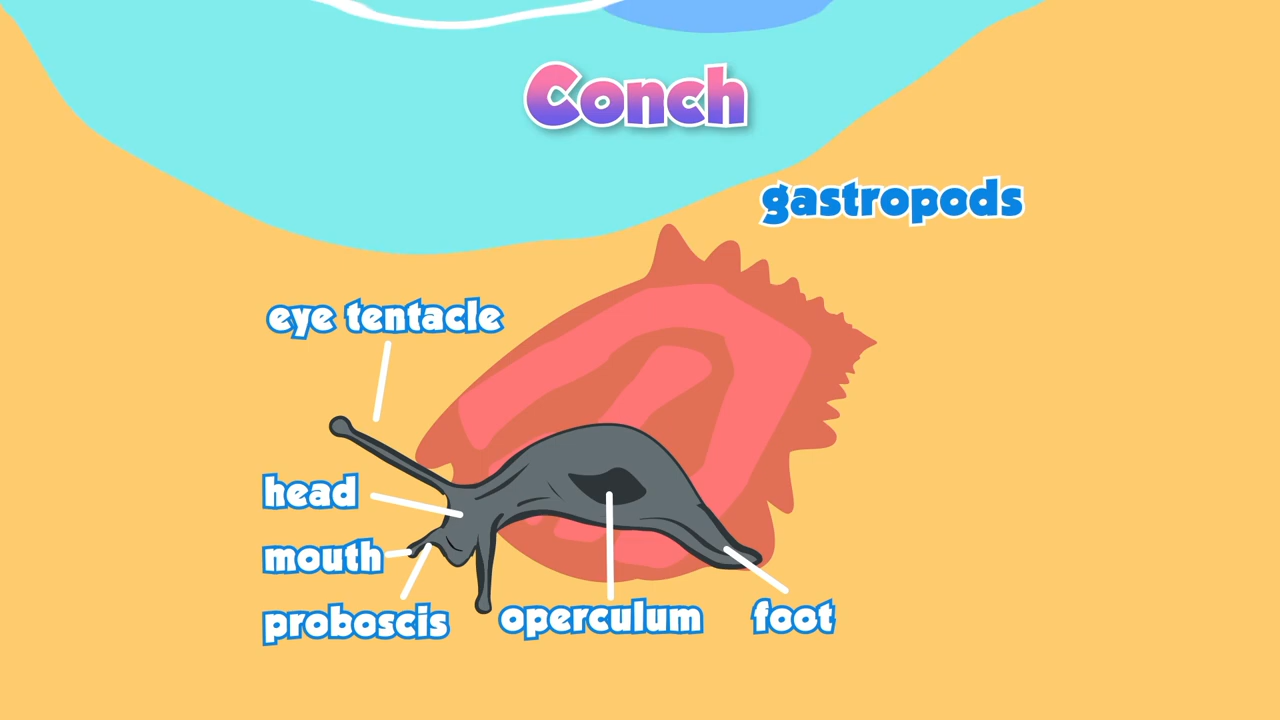 Conch
gastropods
eye tentacle
head
mouth
proboscis
operculum
foot